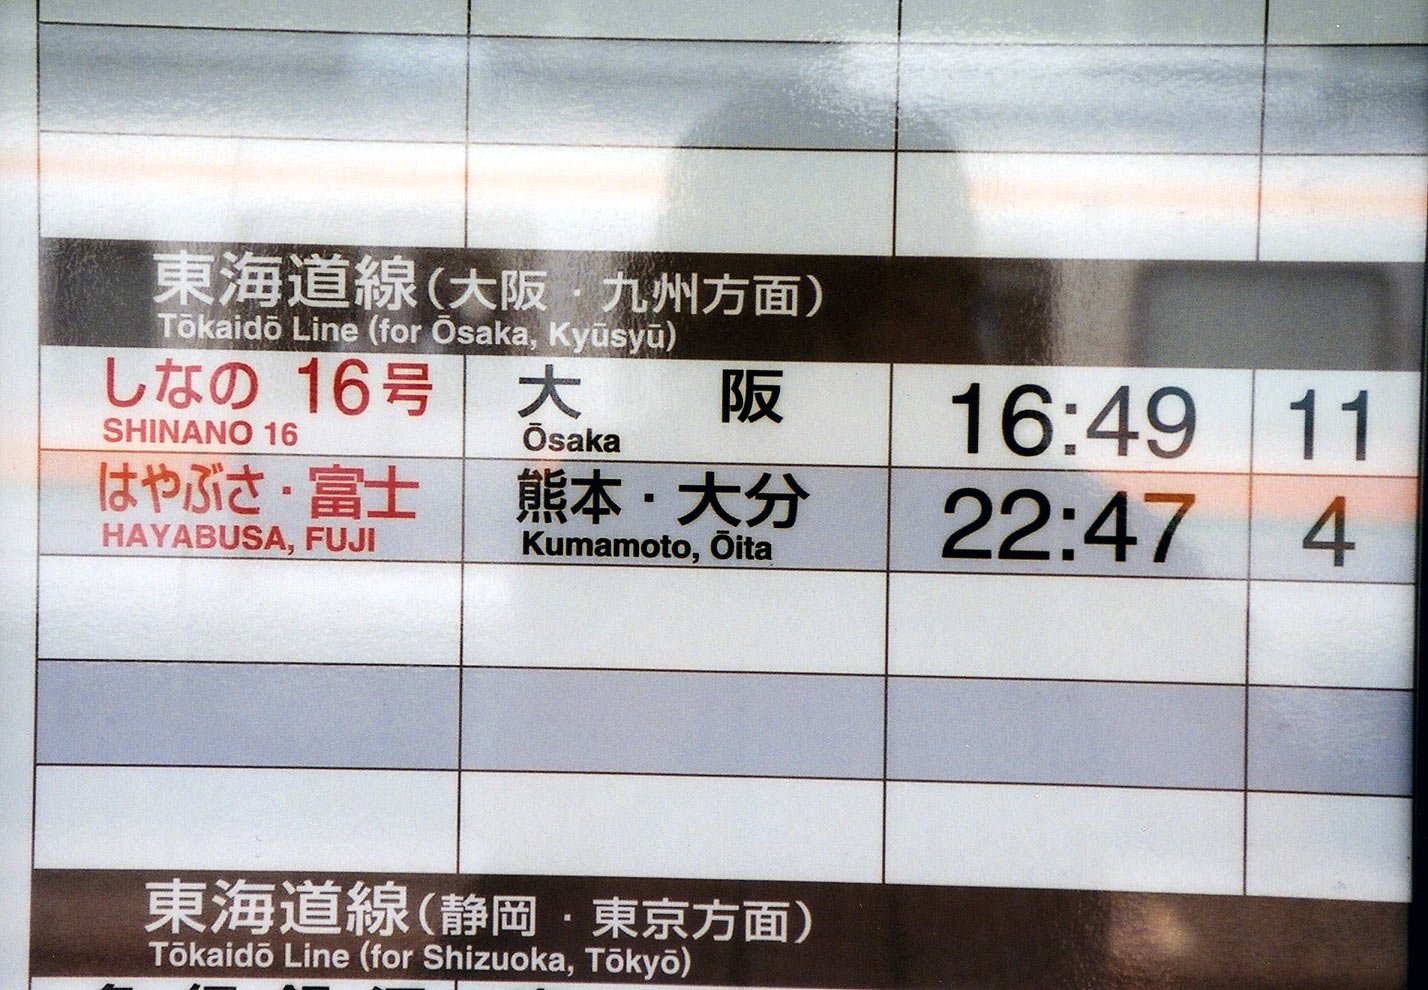 東海道線(大阪・九州方面)
Tōkaidō Line (for Ōsaka, Kyūsyū)
しなの 16号 大 阪 16:49 11
SHINANO 16 Ōsaka
はやぶさ・富士 熊本・大分 22:47 4
HAYABUSA, FUJI Kumamoto, Ōita
東海道線(静岡・東京方面)
Tōkaidō Line (for Shizuoka, Tōkyō)